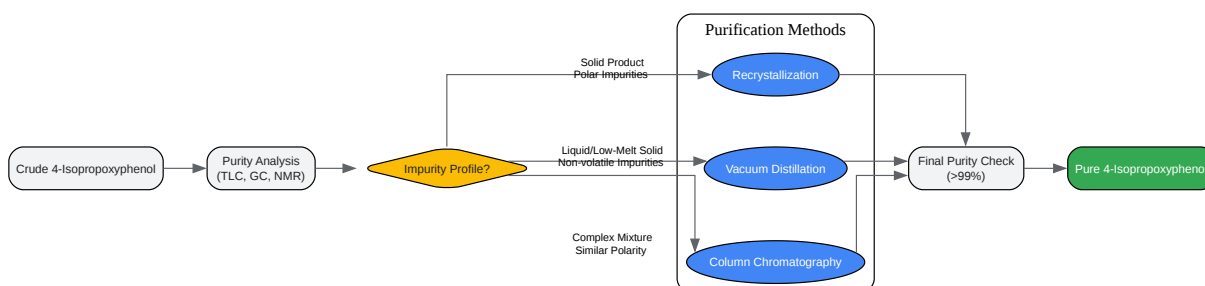 Purification Methods
Solid Product
Polar Impurities
Recrystallization
Crude 4-Isopropoxyphenol
Purity Analysis
(TLC, GC, NMR)
Impurity Profile?
Liquid/Low-Melt Solid
Non-volatile Impurities
Vacuum Distillation
Final Purity Check
(>99%)
Pure 4-Isopropoxyphenol
Complex Mixture
Similar Polarity
Column Chromatography